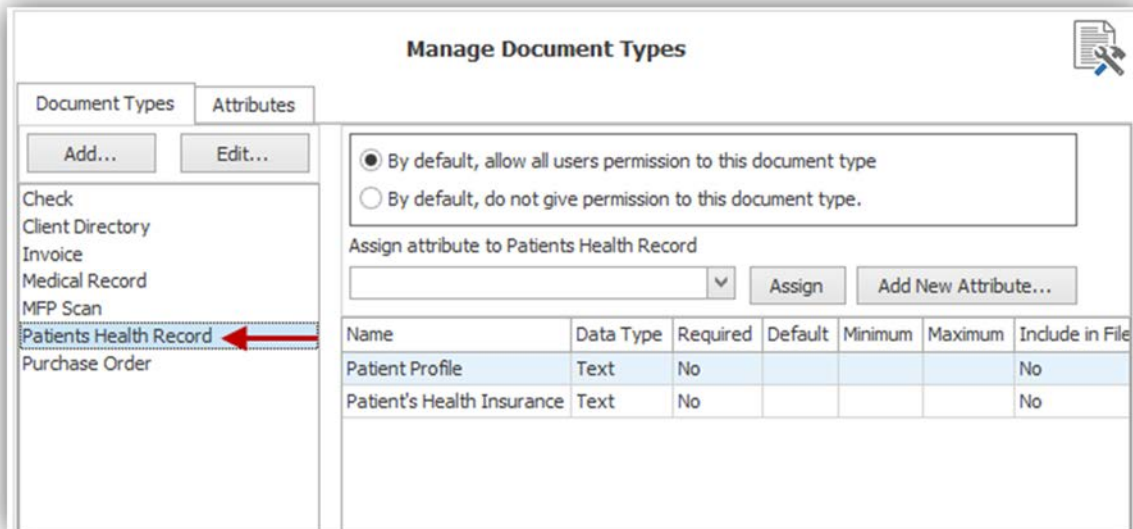 Manage Document Types
Document Types Attributes
Add... Edit...
Check
Client Directory
Invoice
Medical Record
MFP Scan
Patients Health Record
Purchase Order
By default, allow all users permission to this document type
By default, do not give permission to this document type.
Assign attribute to Patients Health Record
Assign Add New Attribute...
Name Data Type Required Default Minimum Maximum Include in File
Patient Profile Text No No
Patient's Health Insurance Text No No